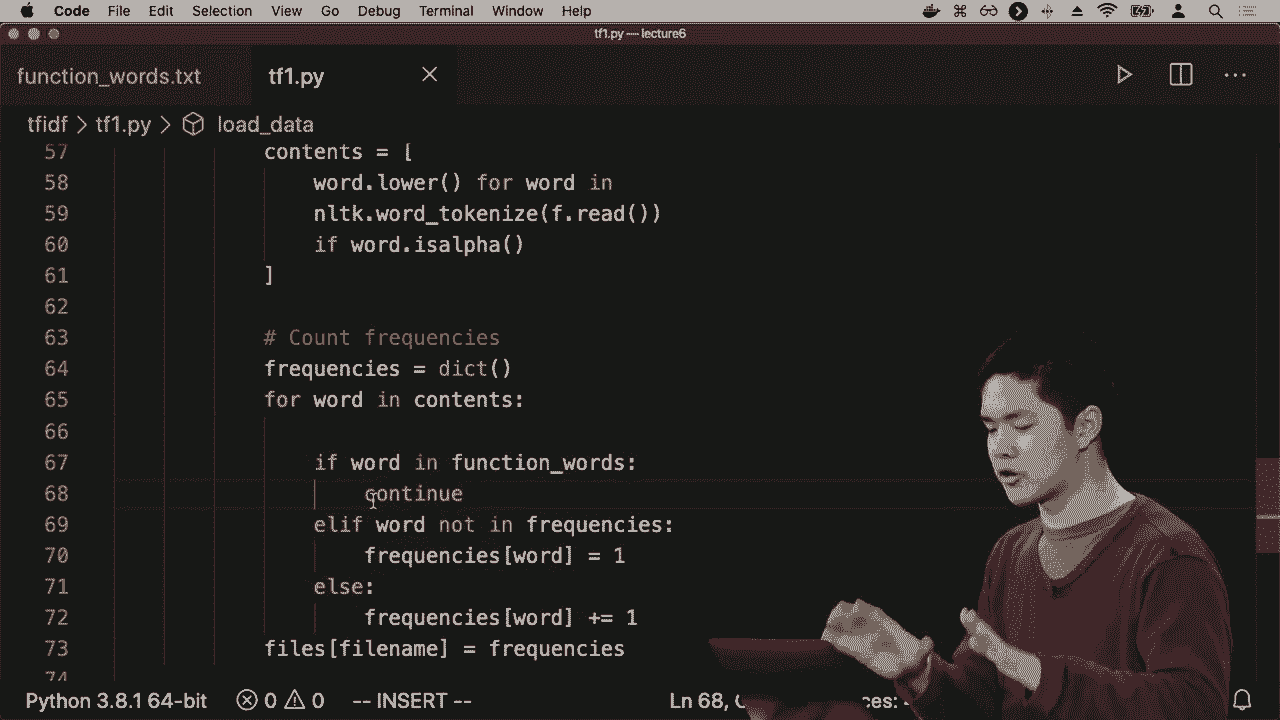 Code File Edit Selection View Go Debug Terminal Window Help
tf1.py — lecture6
function_words.txt tf1.py
tfidf > tf1.py > load_data
57 contents = [
58 word.lower() for word in
59 nltk.word_tokenize(f.read())
60 if word.isalpha()
61 ]
62
63 # Count frequencies
64 frequencies = dict()
65 for word in contents:
66
67 if word in function_words:
68 continue
69 elif word not in frequencies:
70 frequencies[word] = 1
71 else:
72 frequencies[word] += 1
73 files[filename] = frequencies
74
Python 3.8.1 64-bit 0 0 -- INSERT -- Ln 68,